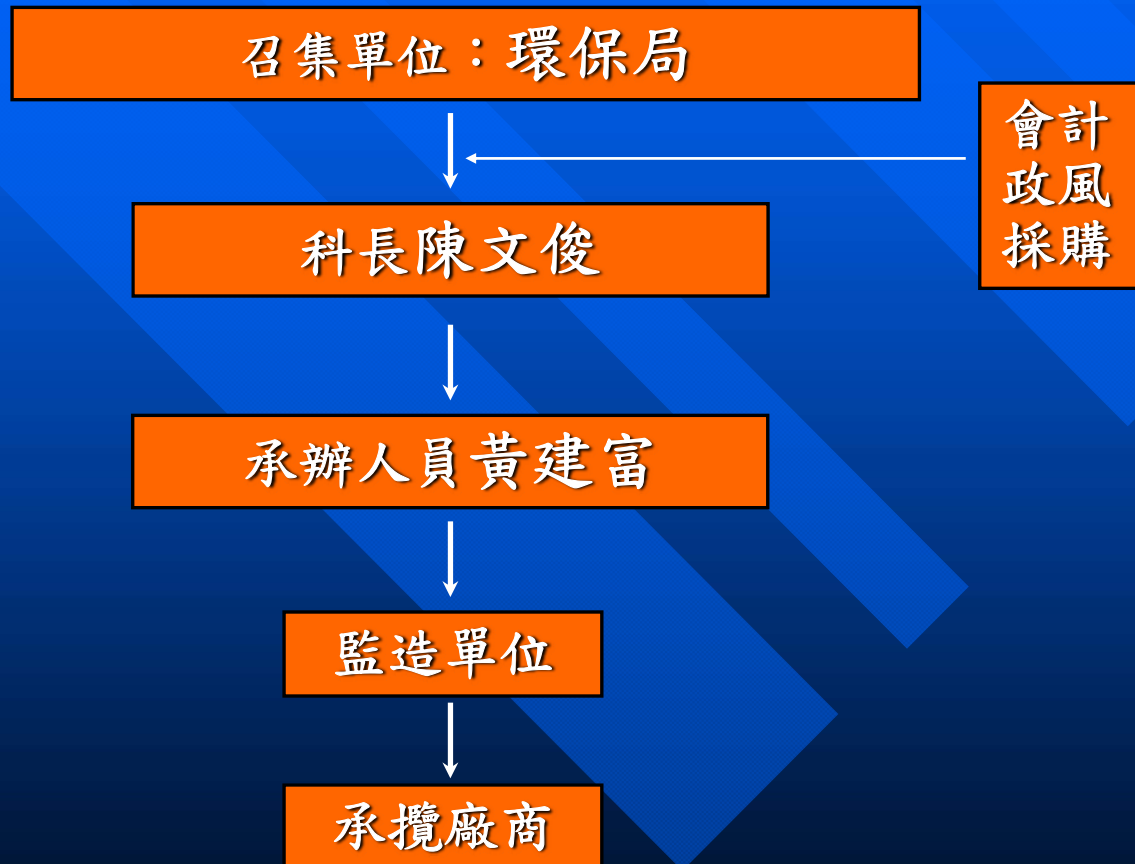 召集單位：環保局
會計
政風
採購
科長陳文俊
承辦人員黃建富
監造單位
承攬廠商